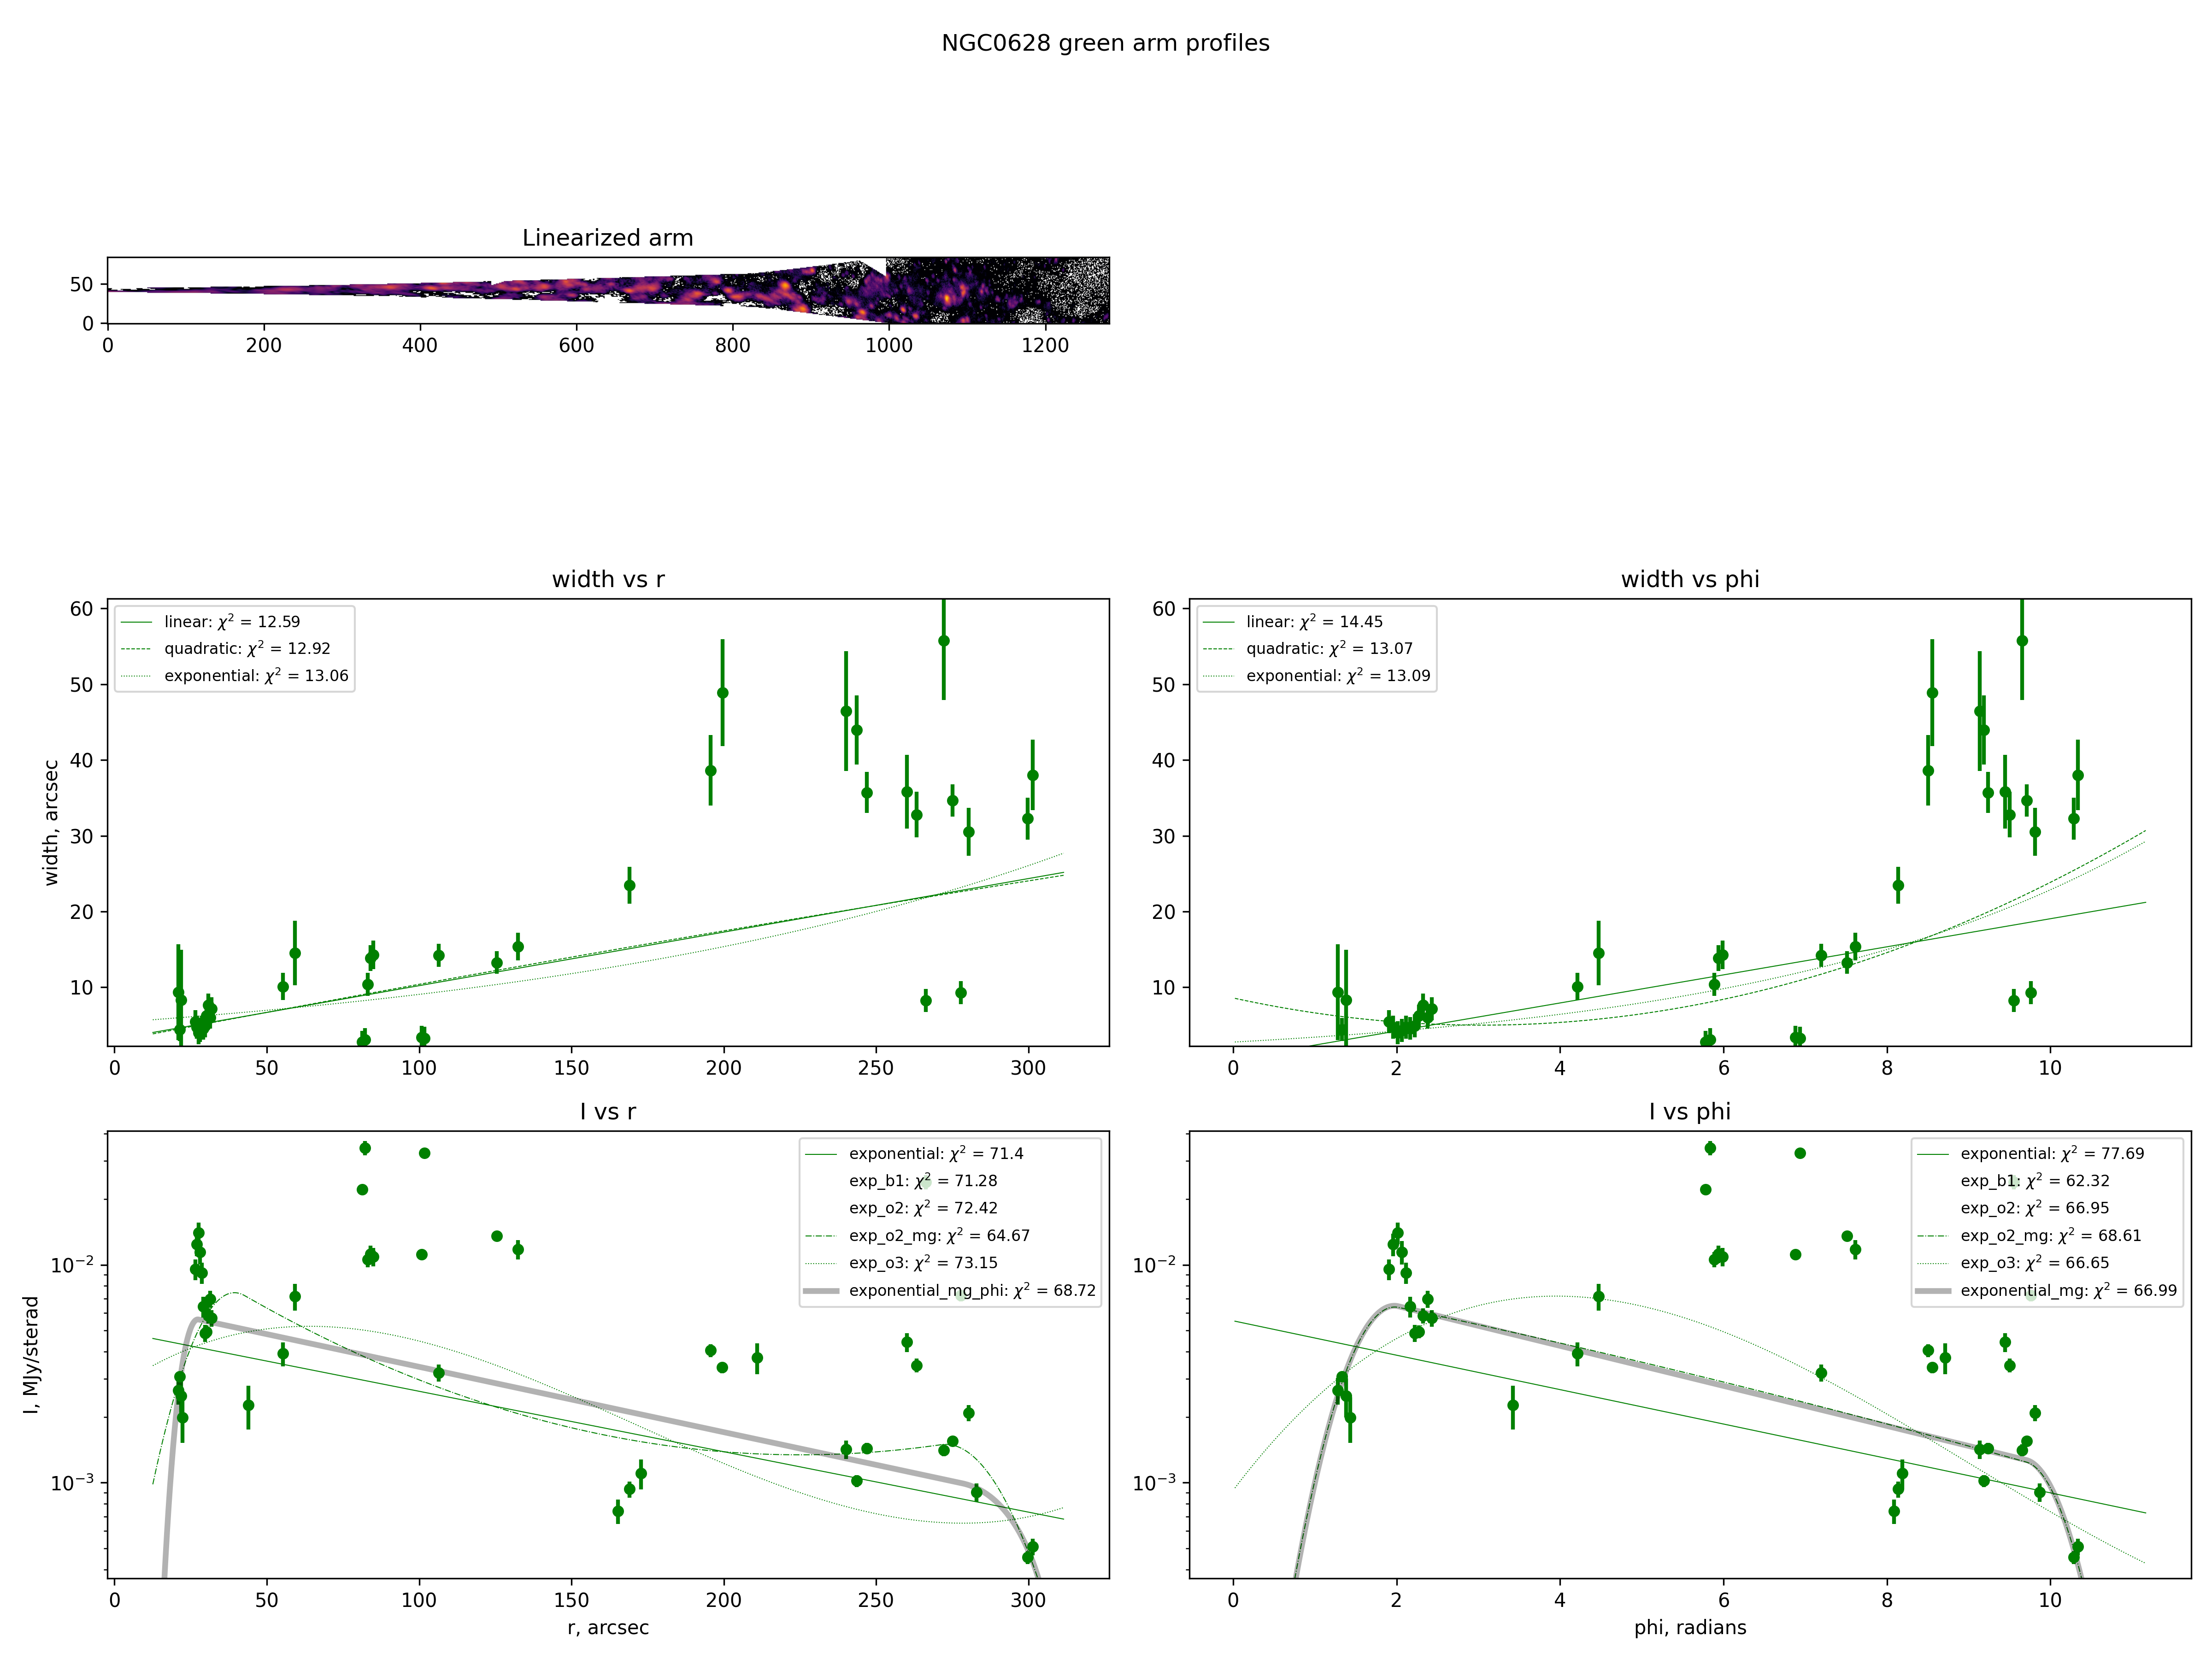 NGC0628 green arm profiles
Linearized arm
50
0
0 200 400 600 800 1000 1200
width vs r
60
50
40
30
20
10
width, arcsec
linear: χ² = 12.59
quadratic: χ² = 12.92
exponential: χ² = 13.06
0 50 100 150 200 250 300
width vs phi
60
50
40
30
20
10
linear: χ² = 14.45
quadratic: χ² = 13.07
exponential: χ² = 13.09
0 2 4 6 8 10
I vs r
10⁻²
10⁻³
I, MJy/sterad
exponential: χ² = 71.4
exp_b1: χ² = 71.28
exp_o2: χ² = 72.42
exp_o2_mg: χ² = 64.67
exp_o3: χ² = 73.15
exponential_mg_phi: χ² = 68.72
0 50 100 150 200 250 300
r, arcsec
I vs phi
10⁻²
10⁻³
exponential: χ² = 77.69
exp_b1: χ² = 62.32
exp_o2: χ² = 66.95
exp_o2_mg: χ² = 68.61
exp_o3: χ² = 66.65
exponential_mg: χ² = 66.99
0 2 4 6 8 10
phi, radians